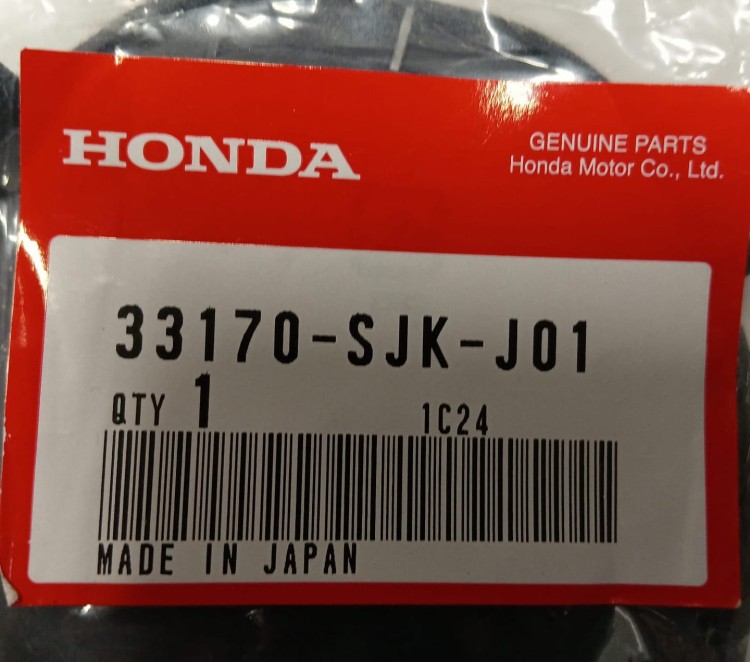 HONDA
GENUINE PARTS
Honda Motor Co., Ltd.
33170-SJK-J01
QTY 1 1C24
MADE IN JAPAN